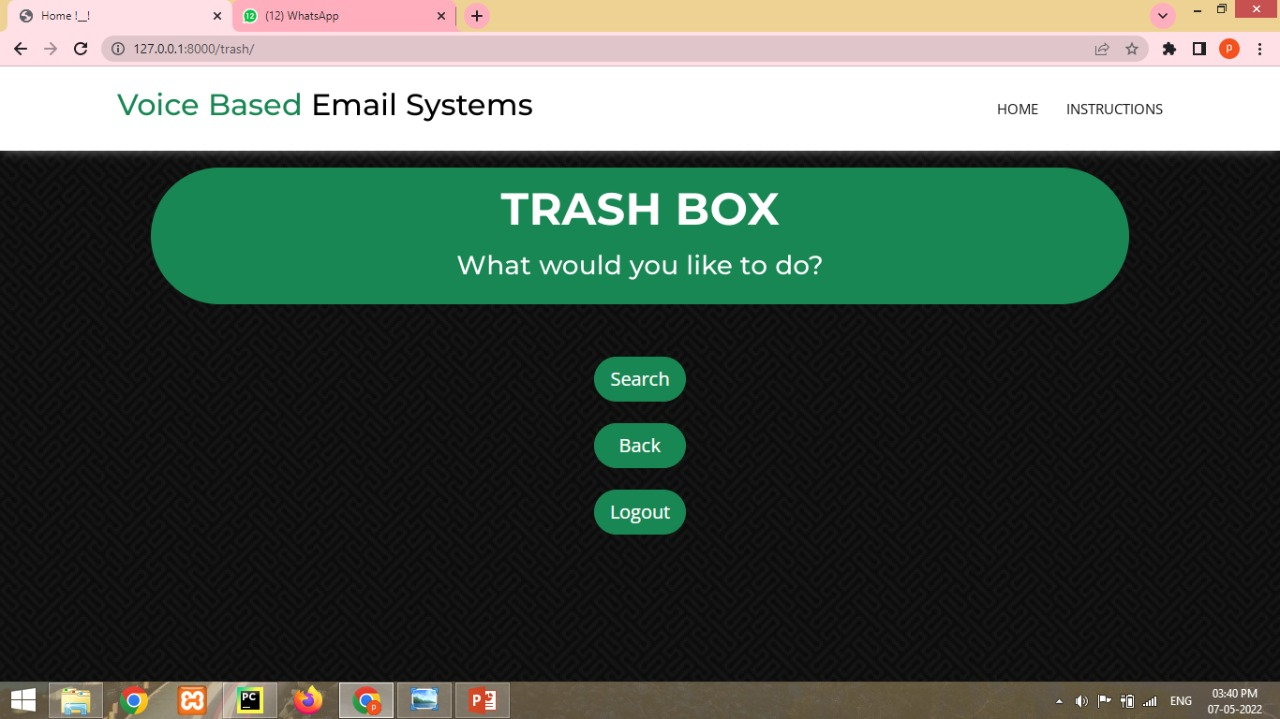 Home !_!
(12) WhatsApp
127.0.0.1:8000/trash/
P
Voice Based Email Systems
HOME
INSTRUCTIONS
TRASH BOX
What would you like to do?
Search
Back
Logout
PC
P
ENG
03:40 PM
07-05-2022